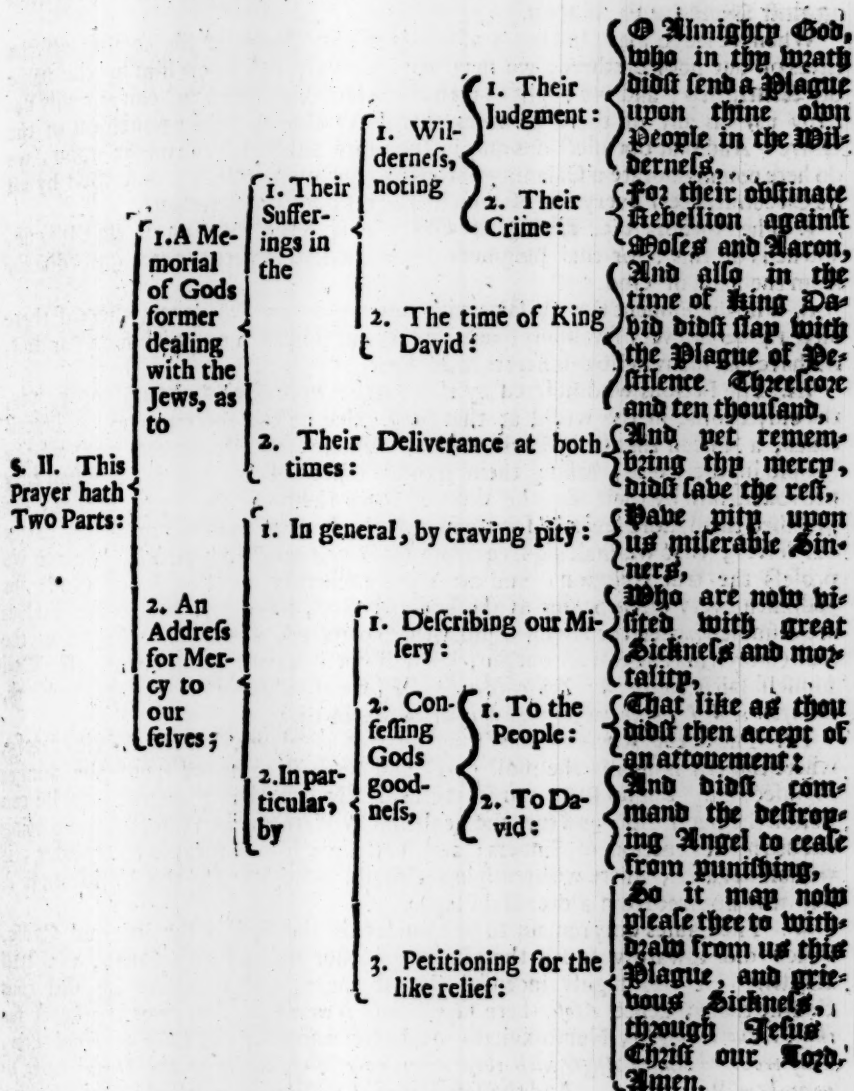 §. II. This
Prayer hath
Two Parts:
1. A Me-
morial
of Gods
former
dealing
with the
Jews, as
to
1. Their
Suffer-
ings in
the
1. Wil-
derneſs,
noting
1. Their
Judgment:
O Almighty God,
who in thy wrath
didſt ſend a Plague
upon thine own
People in the Wil-
derneſs,
2. Their
Crime:
For their obſtinate
Rebellion againſt
Moſes and Aaron,
2. The time of King
David:
And alſo in the
time of King Da-
vid didſt ſlay with
the Plague of Pe-
ſtilence Threeſcore
and ten thouſand,
2. Their Deliverance at both
times:
And yet remem-
bring thy mercy,
didſt ſave the reſt,
2. An
Addreſs
for Mer-
cy to
our
ſelves;
1. In general, by craving pity:
Have pity upon
us miſerable Sin-
ners,
2. In par-
ticular,
by
1. Deſcribing our Mi-
ſery:
Who are now vi-
ſited with great
Sickneſs and mor-
tality,
2. Con-
feſſing
Gods
good-
neſs,
1. To the
People:
That like as thou
didſt then accept of
an attonement:
2. To Da-
vid:
And didſt com-
mand the deſtroy-
ing Angel to ceaſe
from puniſhing,
3. Petitioning for the
like relief:
So it may now
pleaſe thee to with-
draw from us this
Plague, and grie-
vous Sickneſs,
through Jeſus
Chriſt our Lord.
Amen.